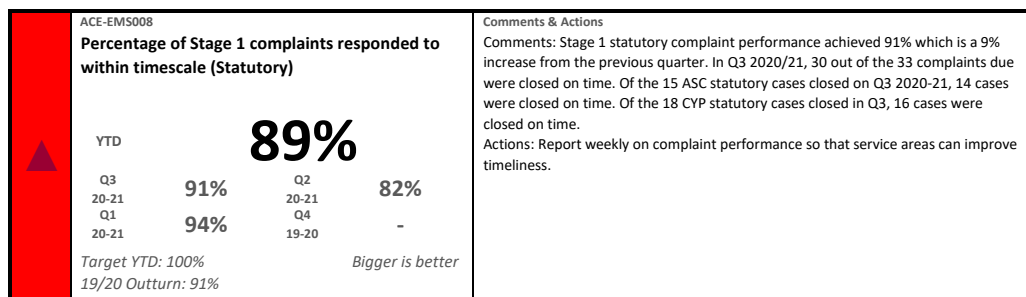 ACE-EMS008
Percentage of Stage 1 complaints responded to
within timescale (Statutory)
YTD
89%
Q3
20-21
91%
Q2
20-21
82%
Q1
20-21
94%
Q4
19-20
-
Target YTD: 100%
Bigger is better
19/20 Outturn: 91%
Comments & Actions
Comments: Stage 1 statutory complaint performance achieved 91% which is a 9%
increase from the previous quarter. In Q3 2020/21, 30 out of the 33 complaints due
were closed on time. Of the 15 ASC statutory cases closed on Q3 2020-21, 14 cases
were closed on time. Of the 18 CYP statutory cases closed in Q3, 16 cases were
closed on time.
Actions: Report weekly on complaint performance so that service areas can improve
timeliness.